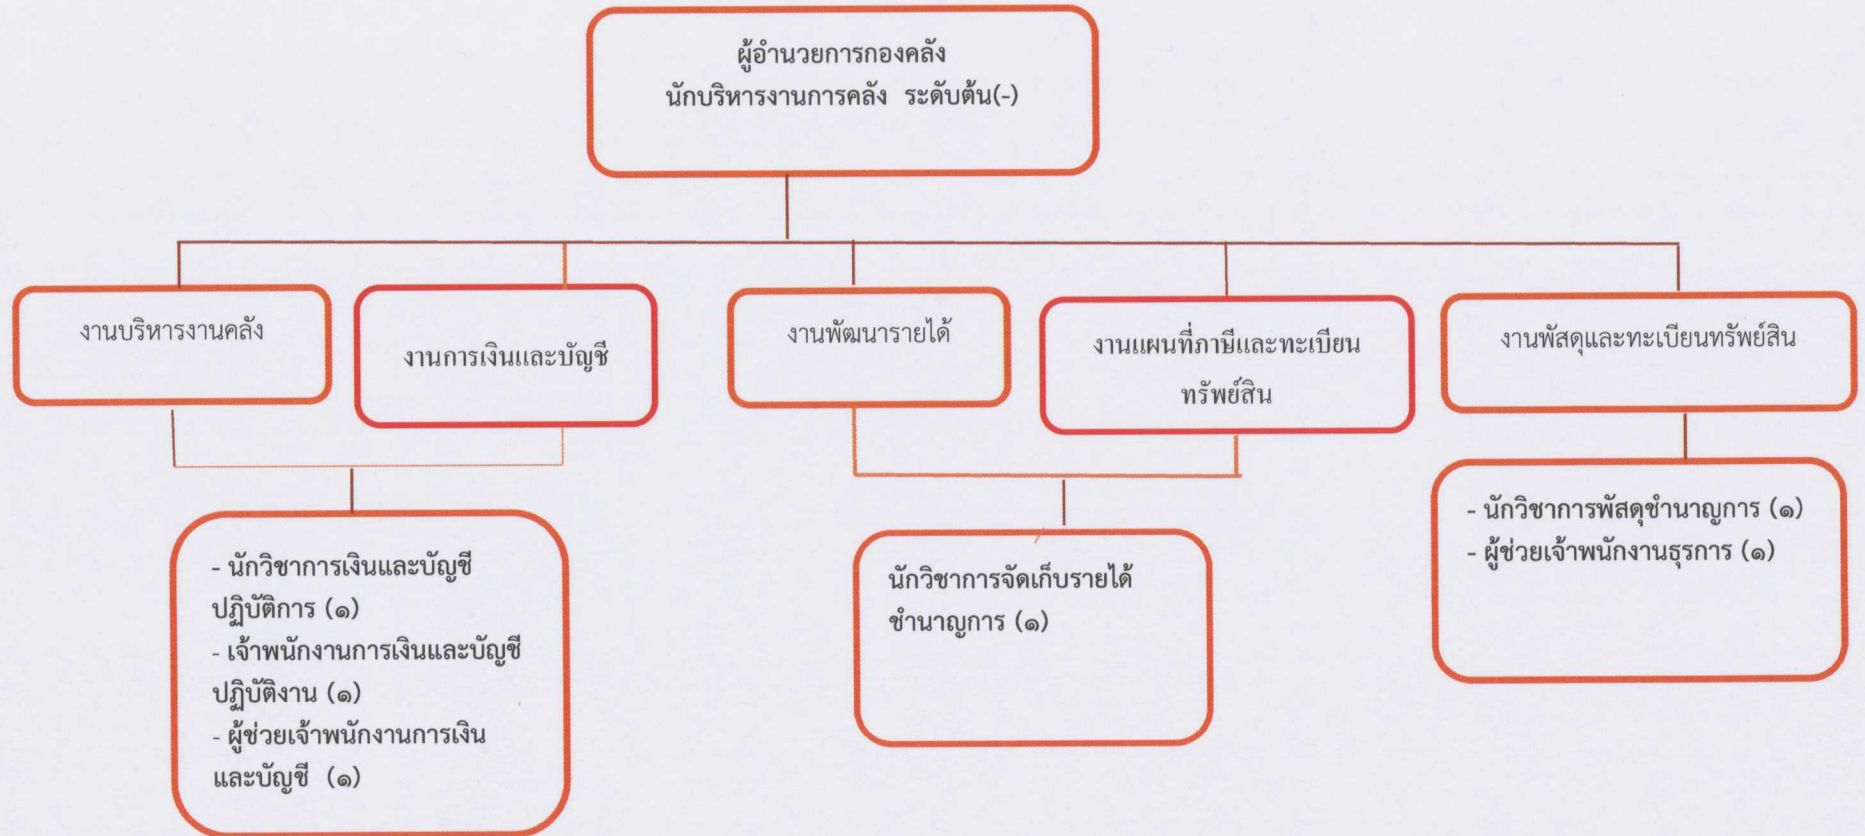 ผู้อำนวยการกองคลัง
นักบริหารงานการคลัง ระดับต้น(-)
งานบริหารงานคลัง
งานการเงินและบัญชี
งานพัฒนารายได้
งานแผนที่ภาษีและทะเบียน
ทรัพย์สิน
งานพัสดุและทะเบียนทรัพย์สิน
- นักวิชาการเงินและบัญชี
ปฏิบัติการ (๑)
- เจ้าพนักงานการเงินและบัญชี
ปฏิบัติงาน (๑)
- ผู้ช่วยเจ้าพนักงานการเงิน
และบัญชี (๑)
นักวิชาการจัดเก็บรายได้
ชำนาญการ (๑)
- นักวิชาการพัสดุชำนาญการ (๑)
- ผู้ช่วยเจ้าพนักงานธุรการ (๑)